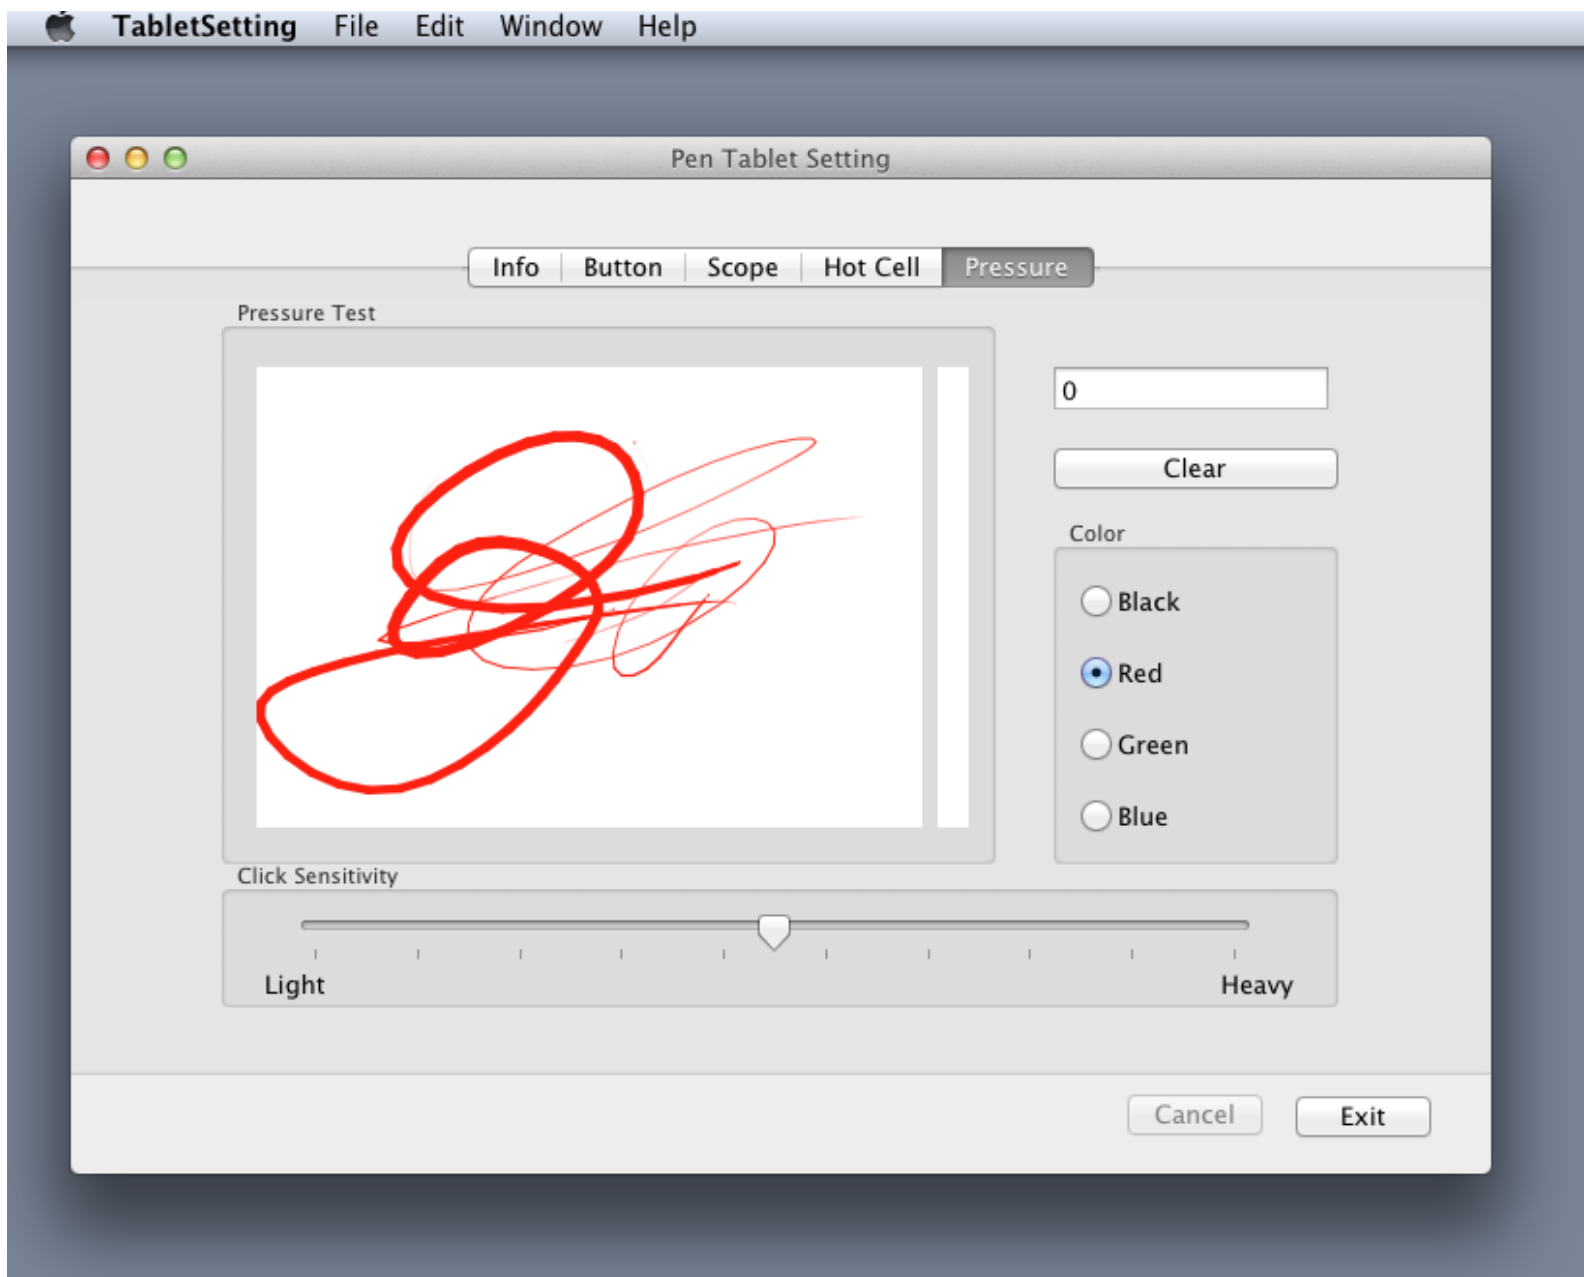 TabletSetting File Edit Window Help
Pen Tablet Setting
Info Button Scope Hot Cell Pressure
Pressure Test
0
Clear
Color
Black
Red
Green
Blue
Click Sensitivity
Light Heavy
Cancel Exit